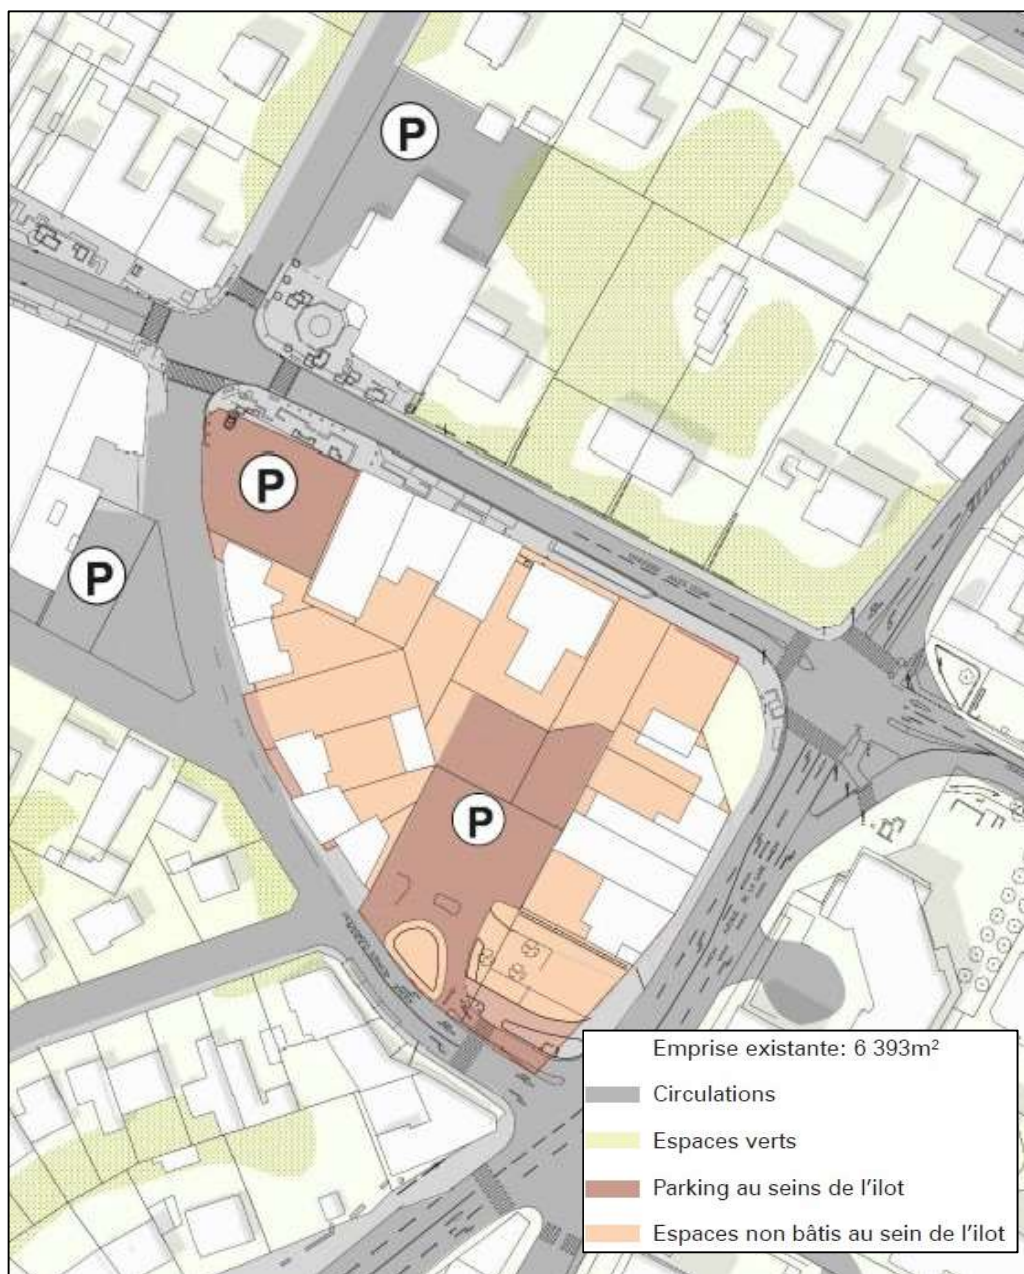 P
P
P
P
Emprise existante: 6 393m²
Circulations
Espaces verts
Parking au seins de l'ilot
Espaces non bâtis au sein de l'ilot